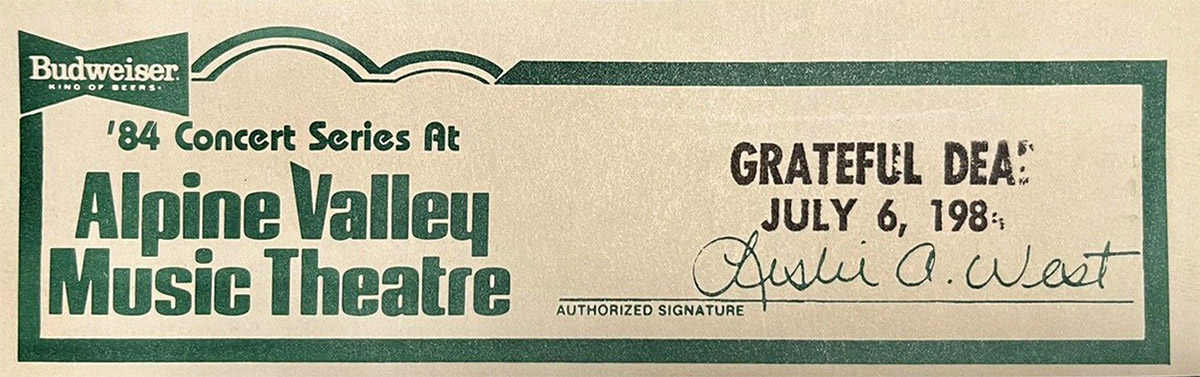 Budweiser®
KING OF BEERS®
'84 Concert Series At
Alpine Valley
Music Theatre
GRATEFUL DEA
JULY 6, 198
Leslie A. West
AUTHORIZED SIGNATURE